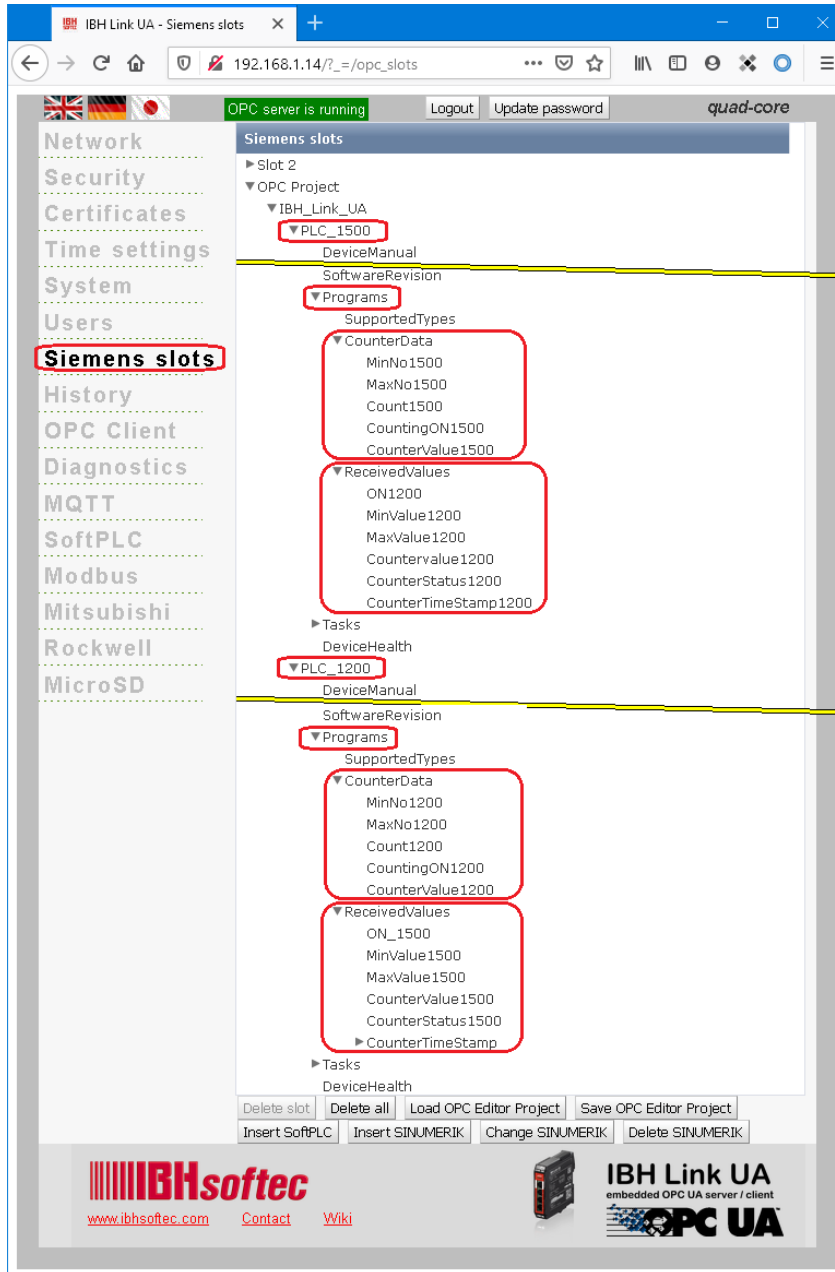 IBH Link UA - Siemens slots
192.168.1.14/?_=/opc_slots
OPC server is running
Logout
Update password
quad-core
Network
Security
Certificates
Time settings
System
Users
Siemens slots
History
OPC Client
Diagnostics
MQTT
SoftPLC
Modbus
Mitsubishi
Rockwell
MicroSD
Siemens slots
Slot 2
OPC Project
IBH_Link_UA
PLC_1500
DeviceManual
SoftwareRevision
Programs
SupportedTypes
CounterData
MinNo1500
MaxNo1500
Count1500
CountingON1500
CounterValue1500
ReceivedValues
ON1200
MinValue1200
MaxValue1200
Countervalue1200
CounterStatus1200
CounterTimeStamp1200
Tasks
DeviceHealth
PLC_1200
DeviceManual
SoftwareRevision
Programs
SupportedTypes
CounterData
MinNo1200
MaxNo1200
Count1200
CountingON1200
CounterValue1200
ReceivedValues
ON_1500
MinValue1500
MaxValue1500
CounterValue1500
CounterStatus1500
CounterTimeStamp
Tasks
DeviceHealth
Delete slot
Delete all
Load OPC Editor Project
Save OPC Editor Project
Insert SoftPLC
Insert SINUMERIK
Change SINUMERIK
Delete SINUMERIK
IBHsoftec
www.ibhsoftec.com
Contact
Wiki
IBH Link UA
embedded OPC UA server / client
OPC UA